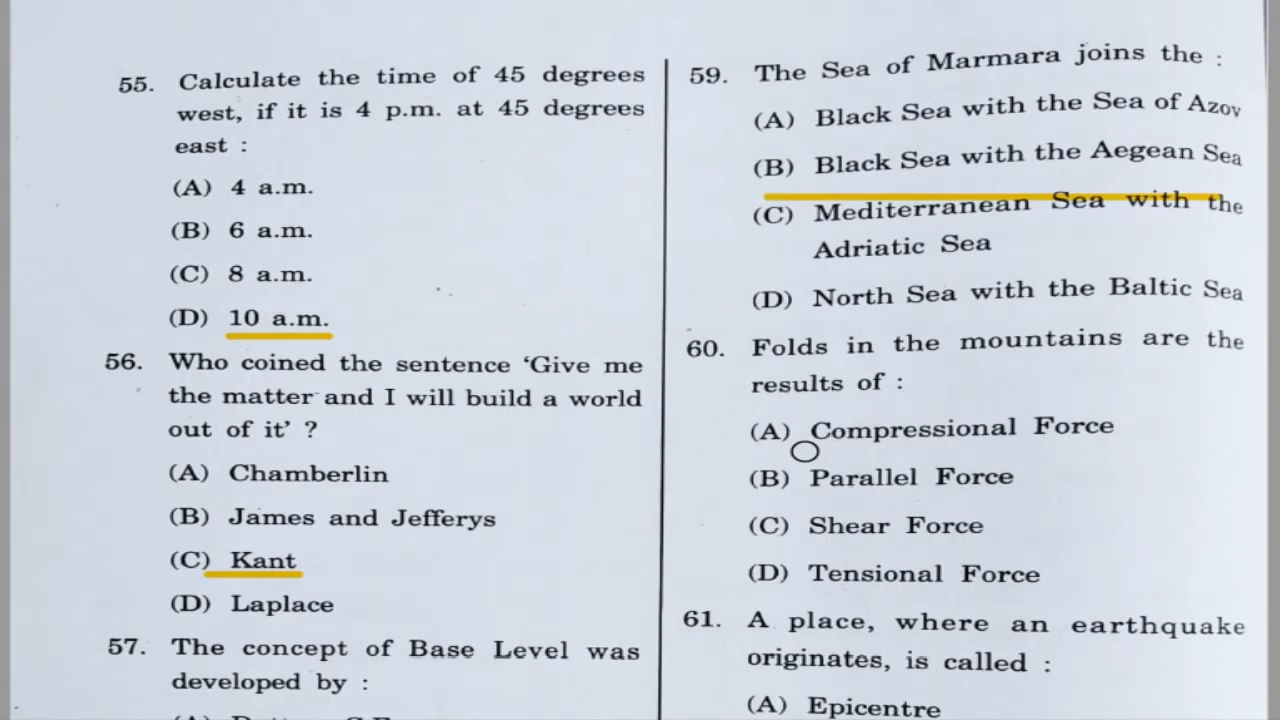 55. Calculate the time of 45 degrees
west, if it is 4 p.m. at 45 degrees
east :
(A) 4 a.m.
(B) 6 a.m.
(C) 8 a.m.
(D) 10 a.m.
56. Who coined the sentence ‘Give me
the matter and I will build a world
out of it’ ?
(A) Chamberlin
(B) James and Jefferys
(C) Kant
(D) Laplace
57. The concept of Base Level was
developed by :
59. The Sea of Marmara joins the :
(A) Black Sea with the Sea of Azov
(B) Black Sea with the Aegean Sea
(C) Mediterranean Sea with the
Adriatic Sea
(D) North Sea with the Baltic Sea
60. Folds in the mountains are the
results of :
(A) Compressional Force
(B) Parallel Force
(C) Shear Force
(D) Tensional Force
61. A place, where an earthquake
originates, is called :
(A) Epicentre